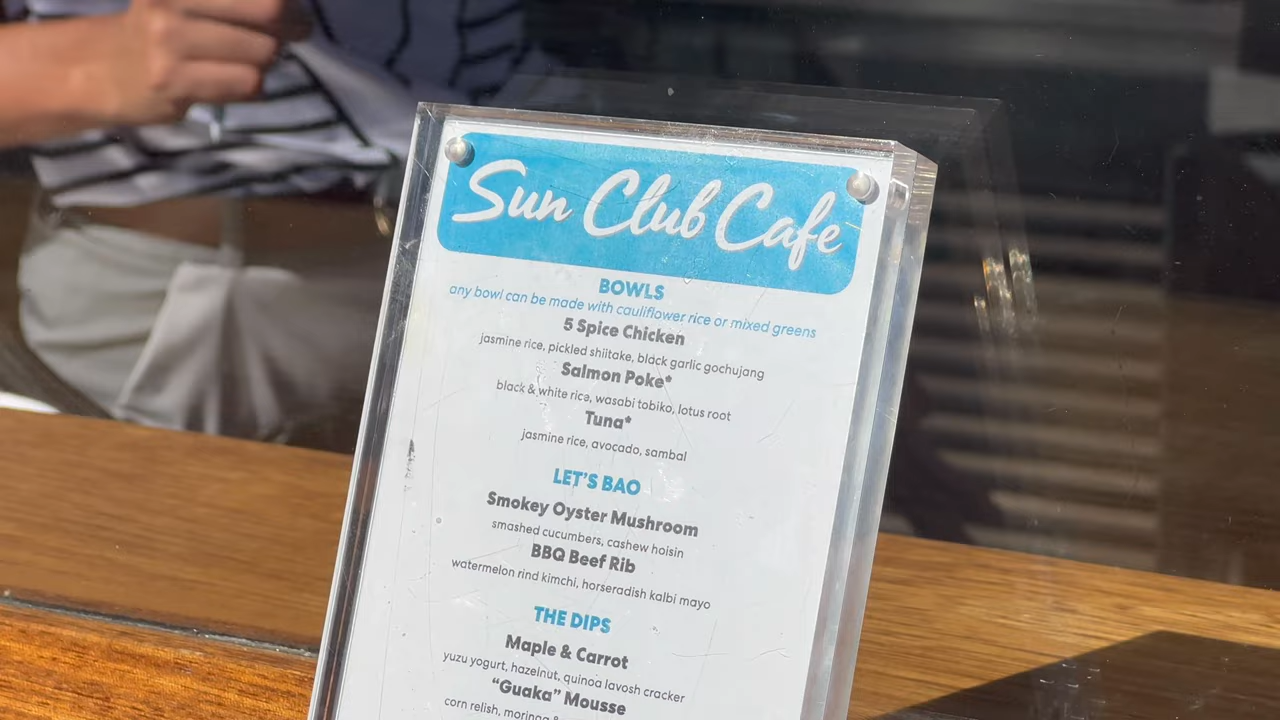 Sun Club Cafe
BOWLS
any bowl can be made with cauliflower rice or mixed greens
5 Spice Chicken
jasmine rice, pickled shiitake, black garlic gochujang
Salmon Poke*
black & white rice, wasabi tobiko, lotus root
Tuna*
jasmine rice, avocado, sambal
LET'S BAO
Smokey Oyster Mushroom
smashed cucumbers, cashew hoisin
BBQ Beef Rib
watermelon rind kimchi, horseradish kalbi mayo
THE DIPS
Maple & Carrot
yuzu yogurt, hazelnut, quinoa lavosh cracker
“Guaka” Mousse
corn relish, moringa